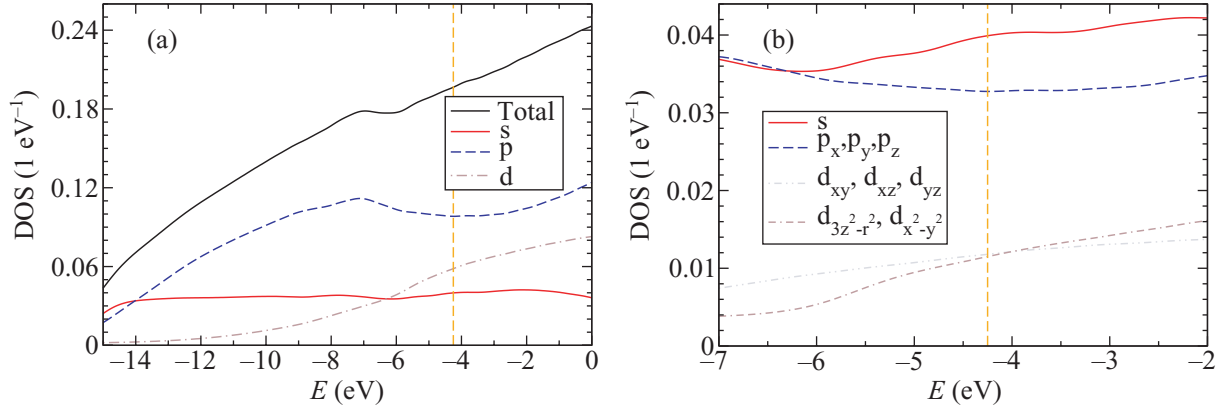 (a)
DOS (1 eV⁻¹)
0.24
0.18
0.12
0.06
0
Total
s
p
d
−14 −12 −10 −8 −6 −4 −2 0
E (eV)
(b)
DOS (1 eV⁻¹)
0.04
0.03
0.02
0.01
0
s
pₓ,p_y,p_z
d_xy, d_xz, d_yz
d_3z²-r², d_x²-y²
−7 −6 −5 −4 −3 −2
E (eV)